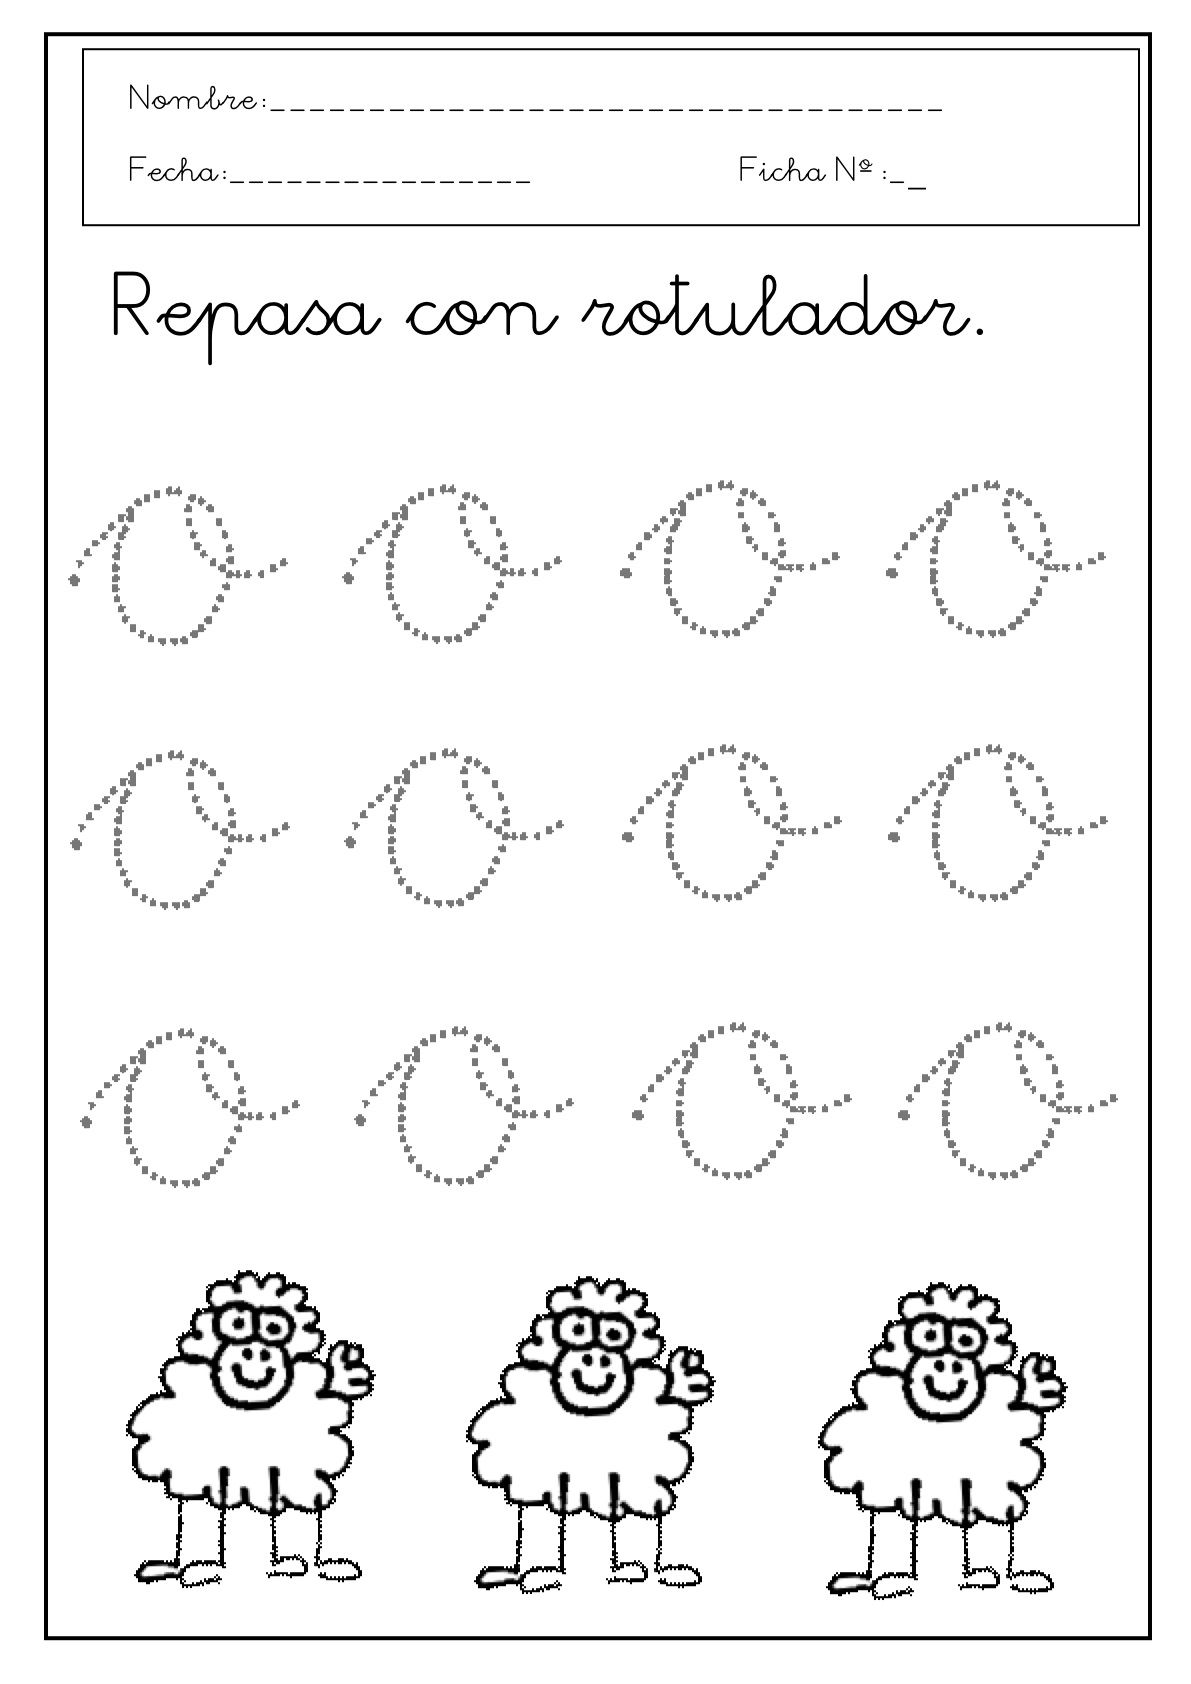 Nombre:_ _ _ _ _ _ _ _ _ _ _ _ _ _ _ _ _ _ _ _ _ _ _ _ _ _ _ _ _ _ _ _ _ _
Fecha:_ _ _ _ _ _ _ _ _ _ _ _ _ _ _ _ Ficha Nº :_ _
Repasa con rotulador.
o o o o
o o o o
o o o o